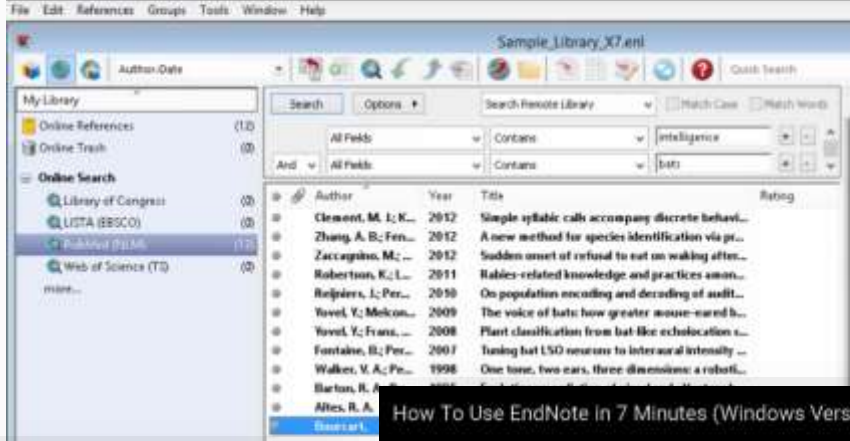 File Edit References Groups Tools Window Help
Sample_Library_X7.enl
Author-Date
Quick Search
My Library
Search Options Search Remote Library Match Case Match Words
Online References (12)
Online Trash (0)
All Fields Contains intelligence
And All Fields Contains bats
Online Search
Library of Congress (0)
LISTA (EBSCO) (0)
PubMed (NLM) (12)
Web of Science (TS) (0)
more...
Author Year Title Rating
Clement, M. J.; K... 2012 Simple syllabic calls accompany discrete behavi...
Zhang, A. B.; Fen... 2012 A new method for species identification via pr...
Zaccagnino, M.; ... 2012 Sudden onset of refusal to eat on waking after...
Robertson, K.; L... 2011 Rabies-related knowledge and practices amon...
Reijniers, J.; Per... 2010 On population encoding and decoding of audit...
Yovel, Y.; Melcon... 2009 The voice of bats: how greater mouse-eared b...
Yovel, Y.; Franz, ... 2008 Plant classification from bat-like echolocation s...
Fontaine, B.; Per... 2007 Tuning bat LSO neurons to interaural intensity ...
Walker, V. A.; Pe... 1998 One tone, two ears, three dimensions: a roboti...
Barton, R. A.
Altes, R. A.
How To Use EndNote in 7 Minutes (Windows Vers